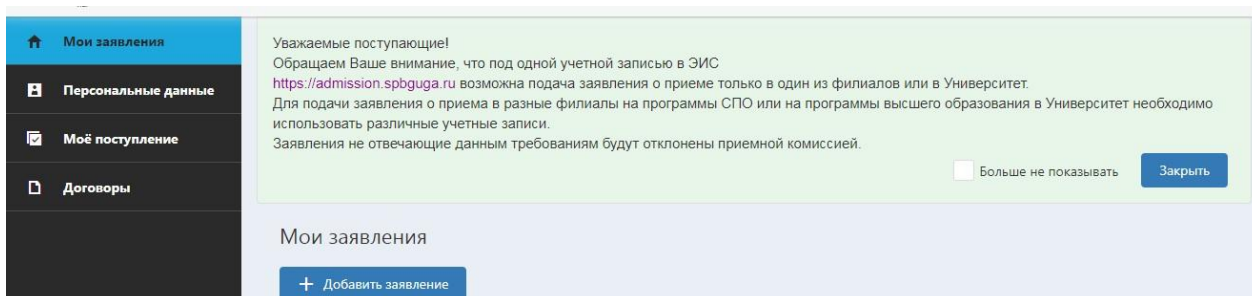 Мои заявления
Персональные данные
Моё поступление
Договоры
Уважаемые поступающие!
Обращаем Ваше внимание, что под одной учетной записью в ЭИС
https://admission.spbguga.ru возможна подача заявления о приеме только в один из филиалов или в Университет.
Для подачи заявления о приема в разные филиалы на программы СПО или на программы высшего образования в Университет необходимо
использовать различные учетные записи.
Заявления не отвечающие данным требованиям будут отклонены приемной комиссией.
Больше не показывать
Закрыть
Мои заявления
+ Добавить заявление